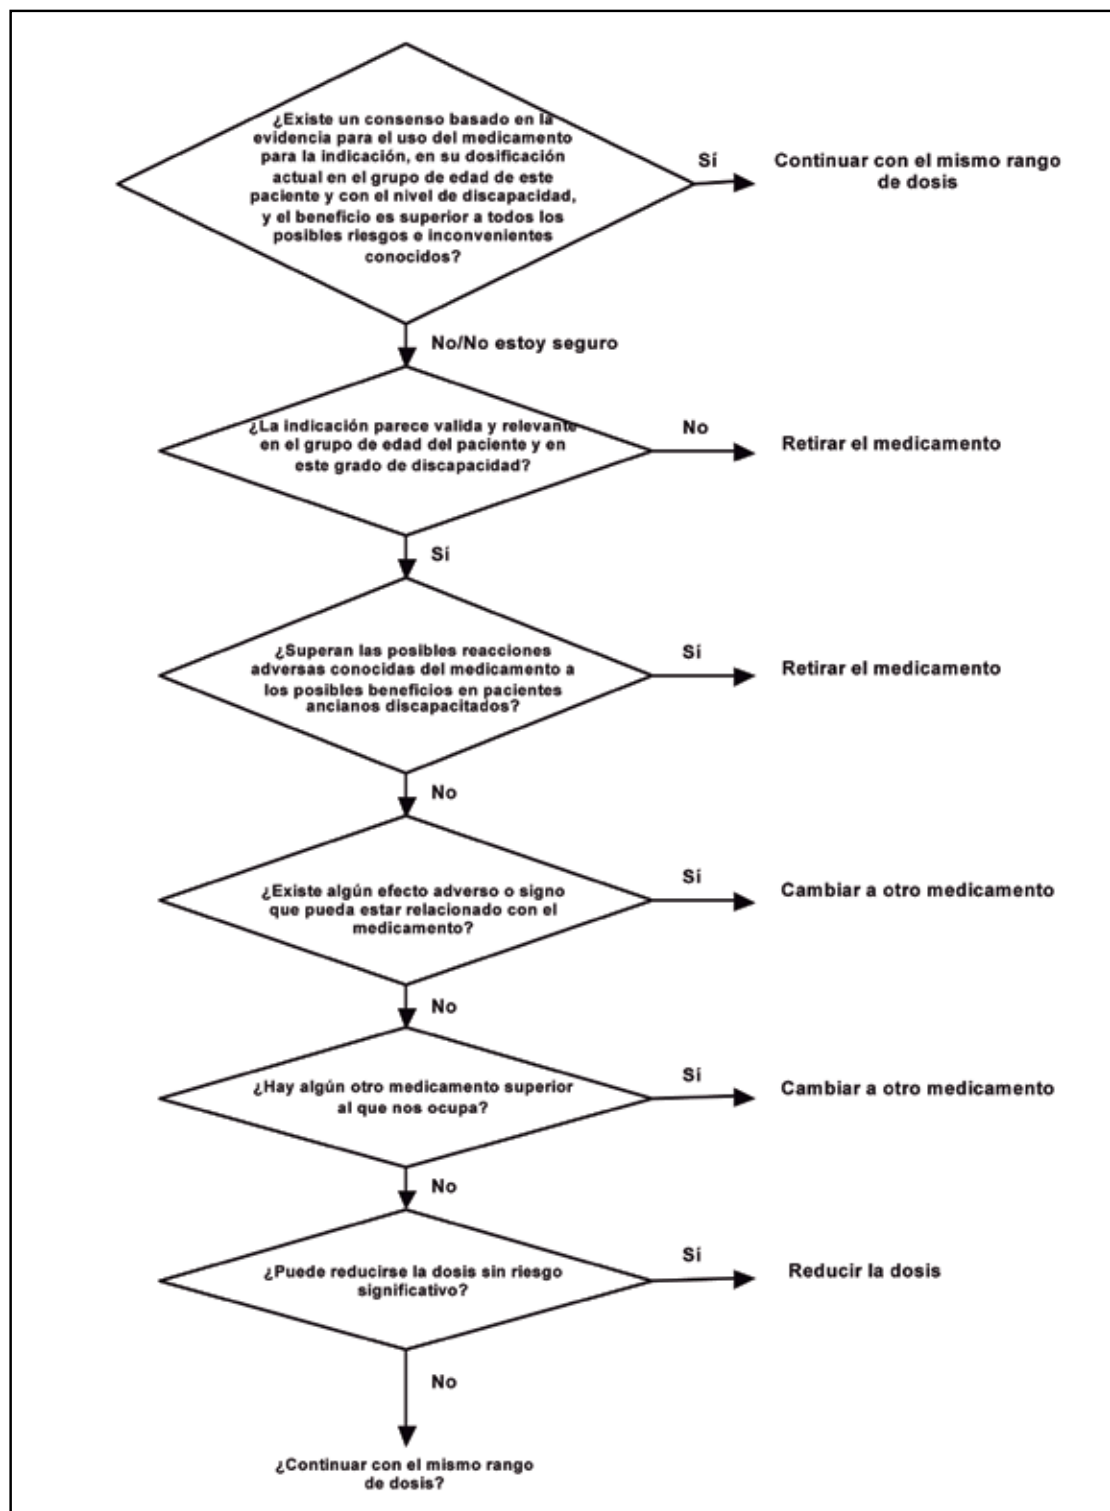 ¿Existe un consenso basado en la
evidencia para el uso del medicamento
para la indicación, en su dosificación
actual en el grupo de edad de este
paciente y con el nivel de discapacidad,
y el beneficio es superior a todos los
posibles riesgos e inconvenientes
conocidos?
Sí
Continuar con el mismo rango
de dosis
No/No estoy seguro
¿La indicación parece valida y relevante
en el grupo de edad del paciente y en
este grado de discapacidad?
No
Retirar el medicamento
Sí
¿Superan las posibles reacciones
adversas conocidas del medicamento a
los posibles beneficios en pacientes
ancianos discapacitados?
Sí
Retirar el medicamento
No
¿Existe algún efecto adverso o signo
que pueda estar relacionado con el
medicamento?
Sí
Cambiar a otro medicamento
No
¿Hay algún otro medicamento superior
al que nos ocupa?
Sí
Cambiar a otro medicamento
No
¿Puede reducirse la dosis sin riesgo
significativo?
Sí
Reducir la dosis
No
¿Continuar con el mismo rango
de dosis?